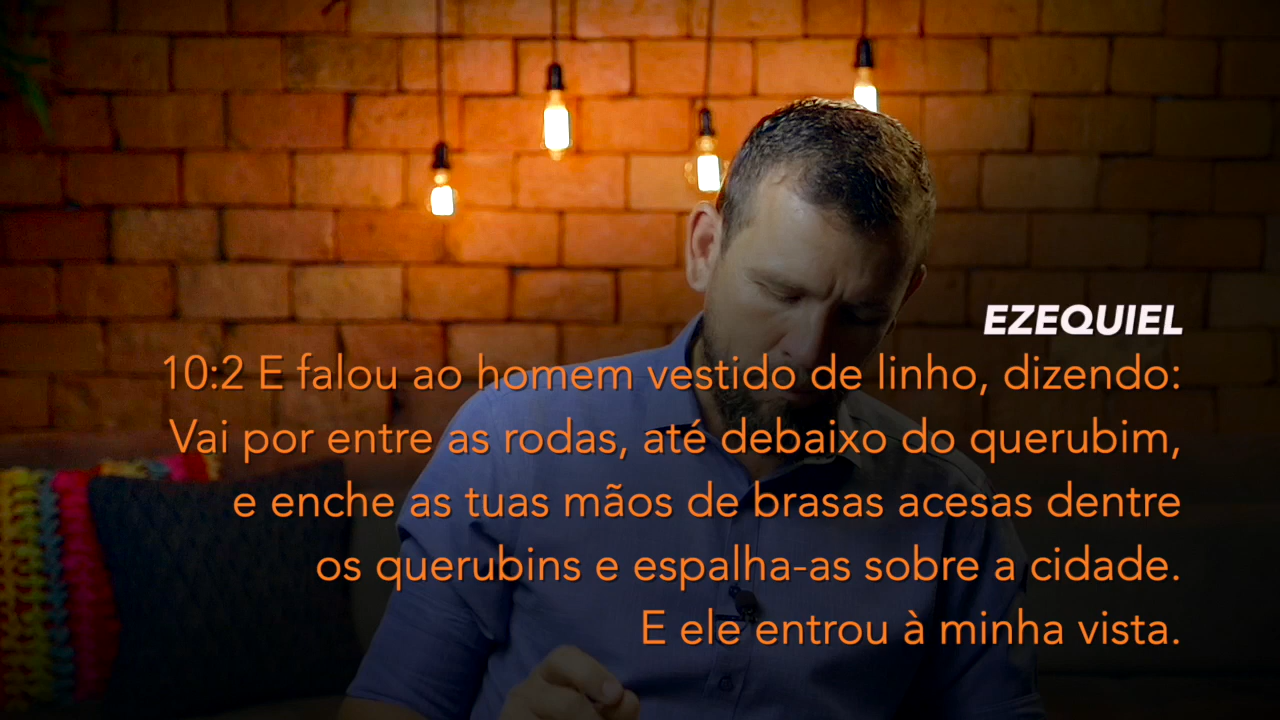 EZEQUIEL
10:2 E falou ao homem vestido de linho, dizendo:
Vai por entre as rodas, até debaixo do querubim,
e enche as tuas mãos de brasas acesas dentre
os querubins e espalha-as sobre a cidade.
E ele entrou à minha vista.